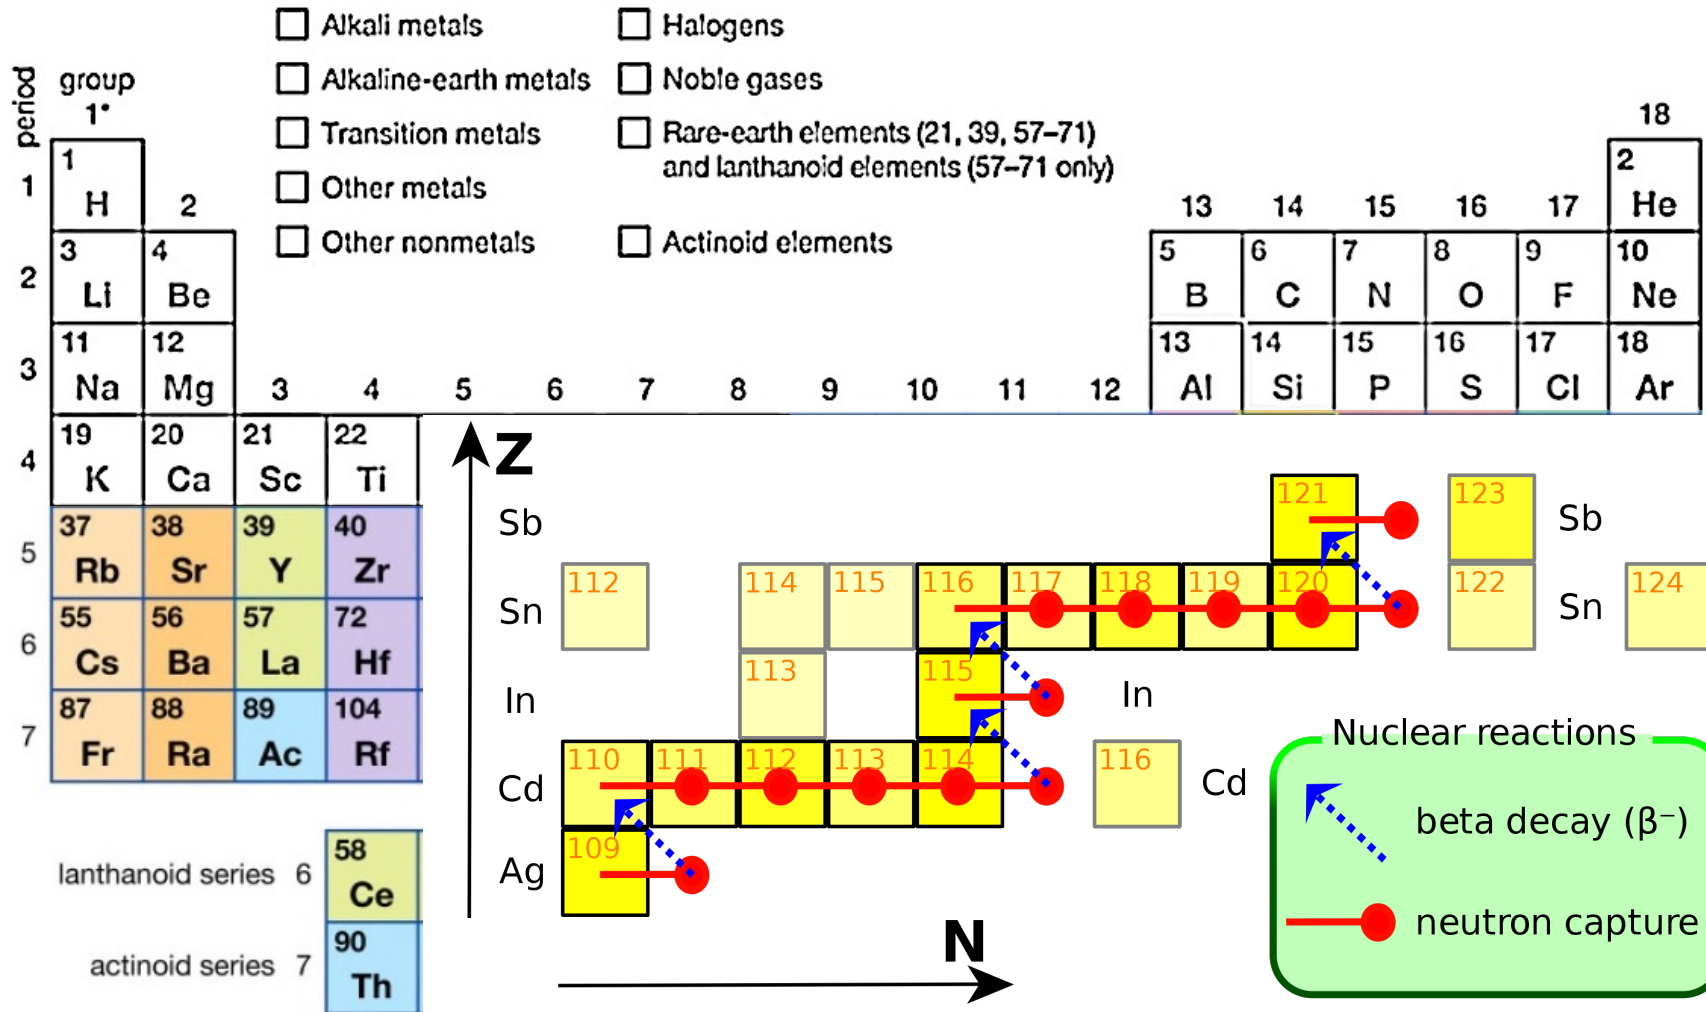 Alkali metals
Halogens
Alkaline-earth metals
Noble gases
Transition metals
Rare-earth elements (21, 39, 57–71)
and lanthanoid elements (57–71 only)
Other metals
Other nonmetals
Actinoid elements
period
group
1*
18
1
1
H
2
13
14
15
16
17
2
He
2
3
Li
4
Be
5
B
6
C
7
N
8
O
9
F
10
Ne
3
11
Na
12
Mg
3
4
5
6
7
8
9
10
11
12
13
Al
14
Si
15
P
16
S
17
Cl
18
Ar
4
19
K
20
Ca
21
Sc
22
Ti
5
37
Rb
38
Sr
39
Y
40
Zr
6
55
Cs
56
Ba
57
La
72
Hf
7
87
Fr
88
Ra
89
Ac
104
Rf
lanthanoid series 6
58
Ce
actinoid series 7
90
Th
Z
Sb
121
123
Sb
Sn
112
114
115
116
117
118
119
120
122
Sn
124
In
113
115
In
Cd
110
111
112
113
114
116
Cd
Ag
109
N
Nuclear reactions
beta decay (β⁻)
neutron capture